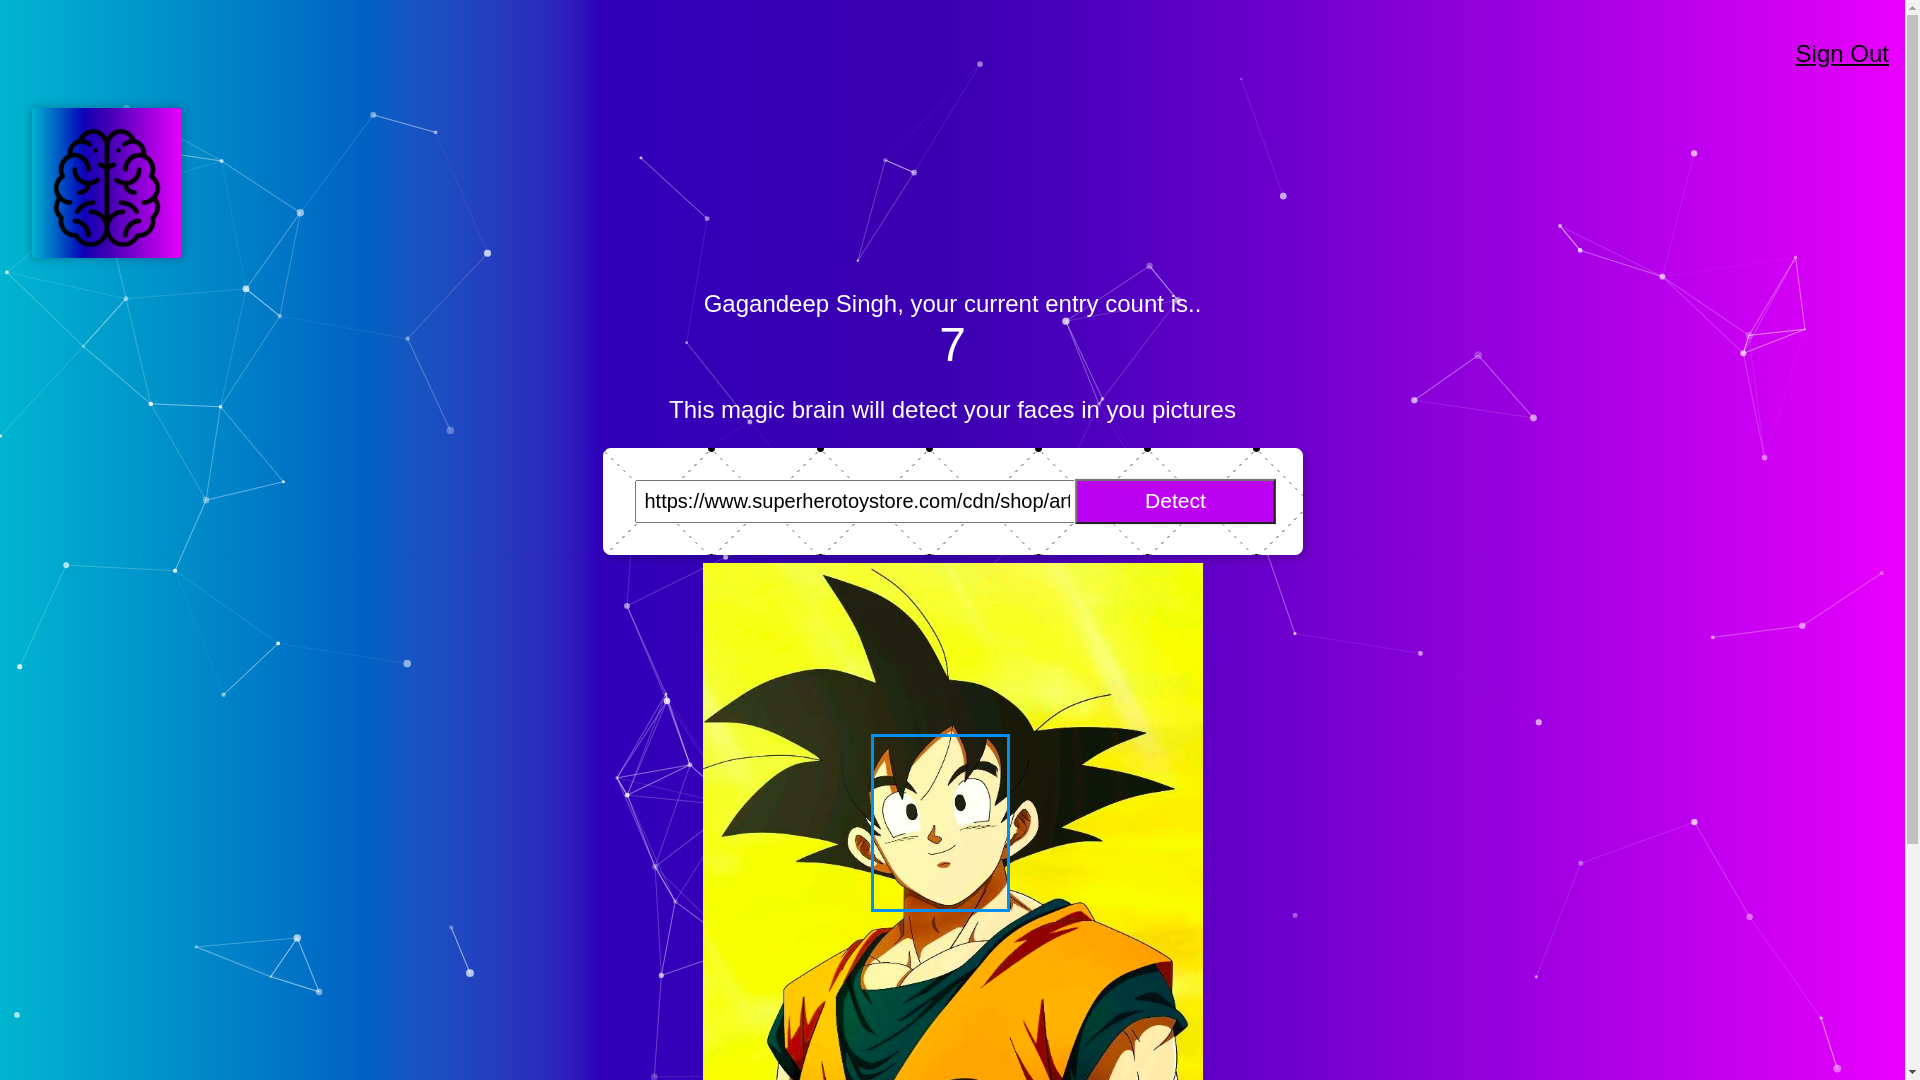 Sign Out
Gagandeep Singh, your current entry count is..
7
This magic brain will detect your faces in you pictures
https://www.superherotoystore.com/cdn/shop/art
Detect